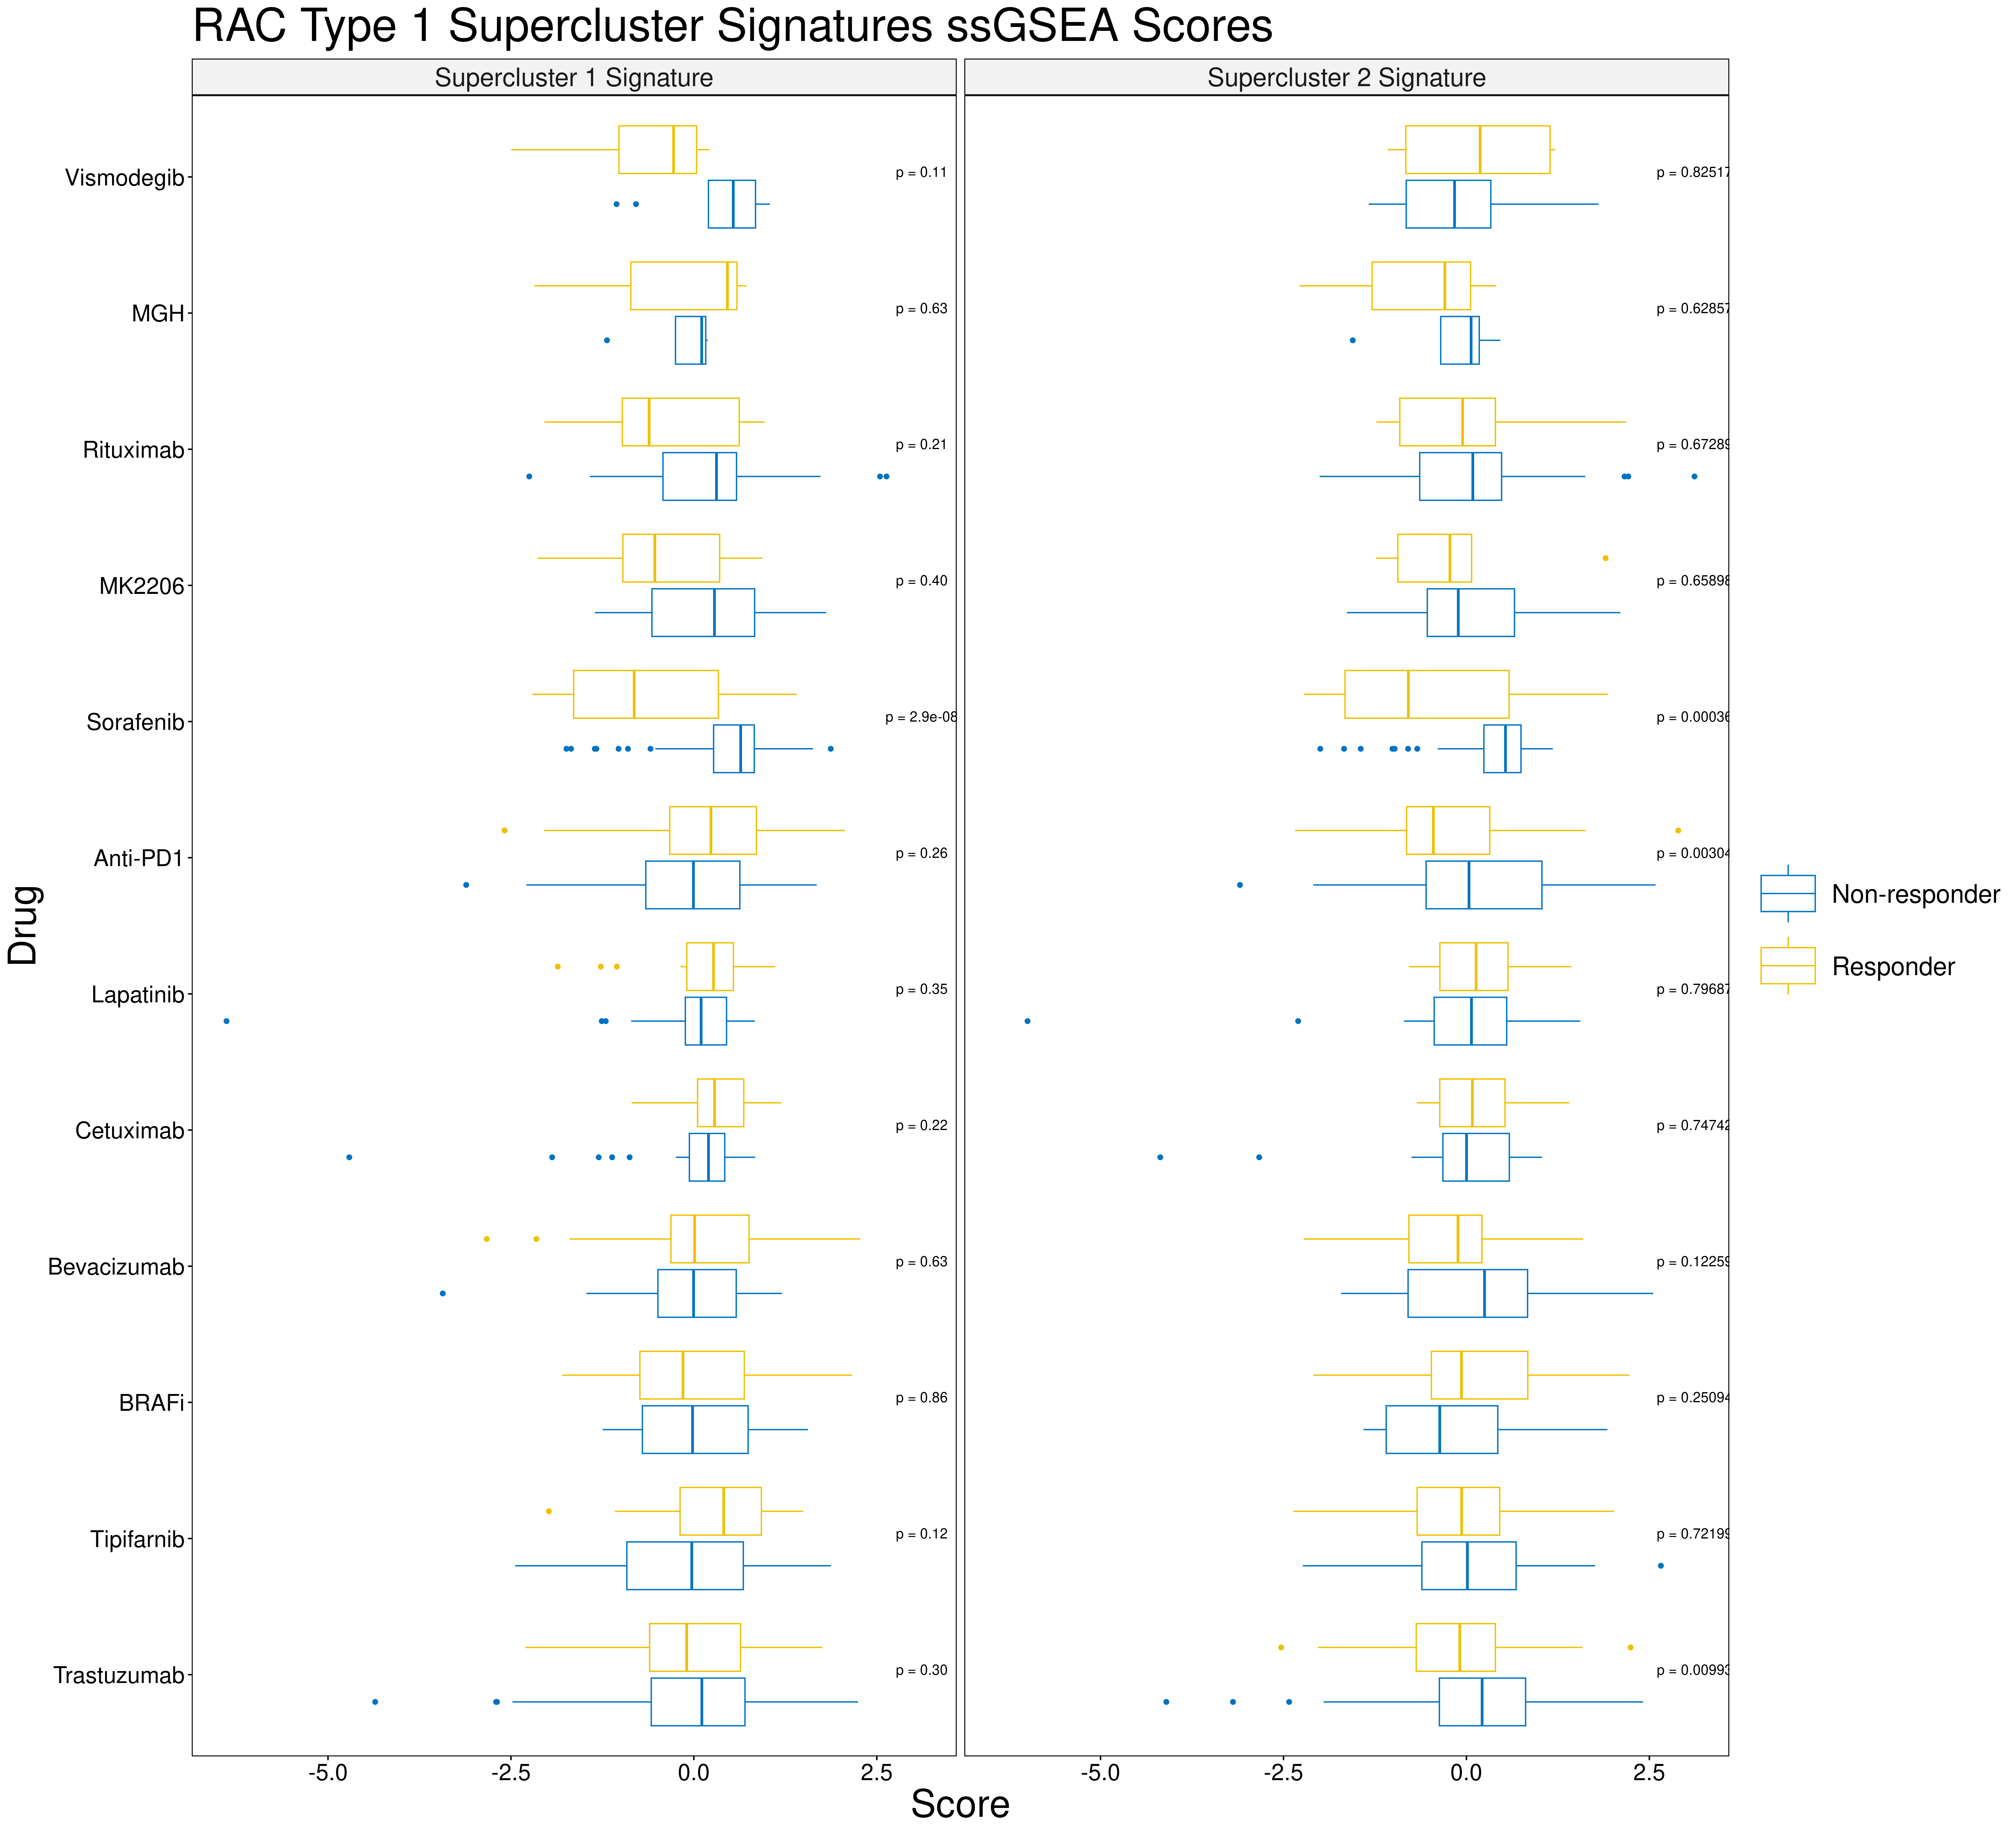 RAC Type 1 Supercluster Signatures ssGSEA Scores
Supercluster 1 Signature
Supercluster 2 Signature
Drug
Vismodegib
p = 0.11
p = 0.82517
MGH
p = 0.63
p = 0.62857
Rituximab
p = 0.21
p = 0.67289
MK2206
p = 0.40
p = 0.65898
Sorafenib
p = 2.9e-08
p = 0.00036
Anti-PD1
p = 0.26
p = 0.00304
Lapatinib
p = 0.35
p = 0.79687
Cetuximab
p = 0.22
p = 0.74742
Bevacizumab
p = 0.63
p = 0.12259
BRAFi
p = 0.86
p = 0.25094
Tipifarnib
p = 0.12
p = 0.72199
Trastuzumab
p = 0.30
p = 0.00993
-5.0 -2.5 0.0 2.5
-5.0 -2.5 0.0 2.5
Score
Non-responder
Responder